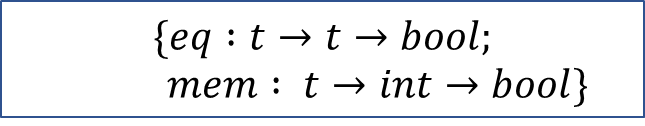 {eq : t → t → bool;
mem : t → int → bool}